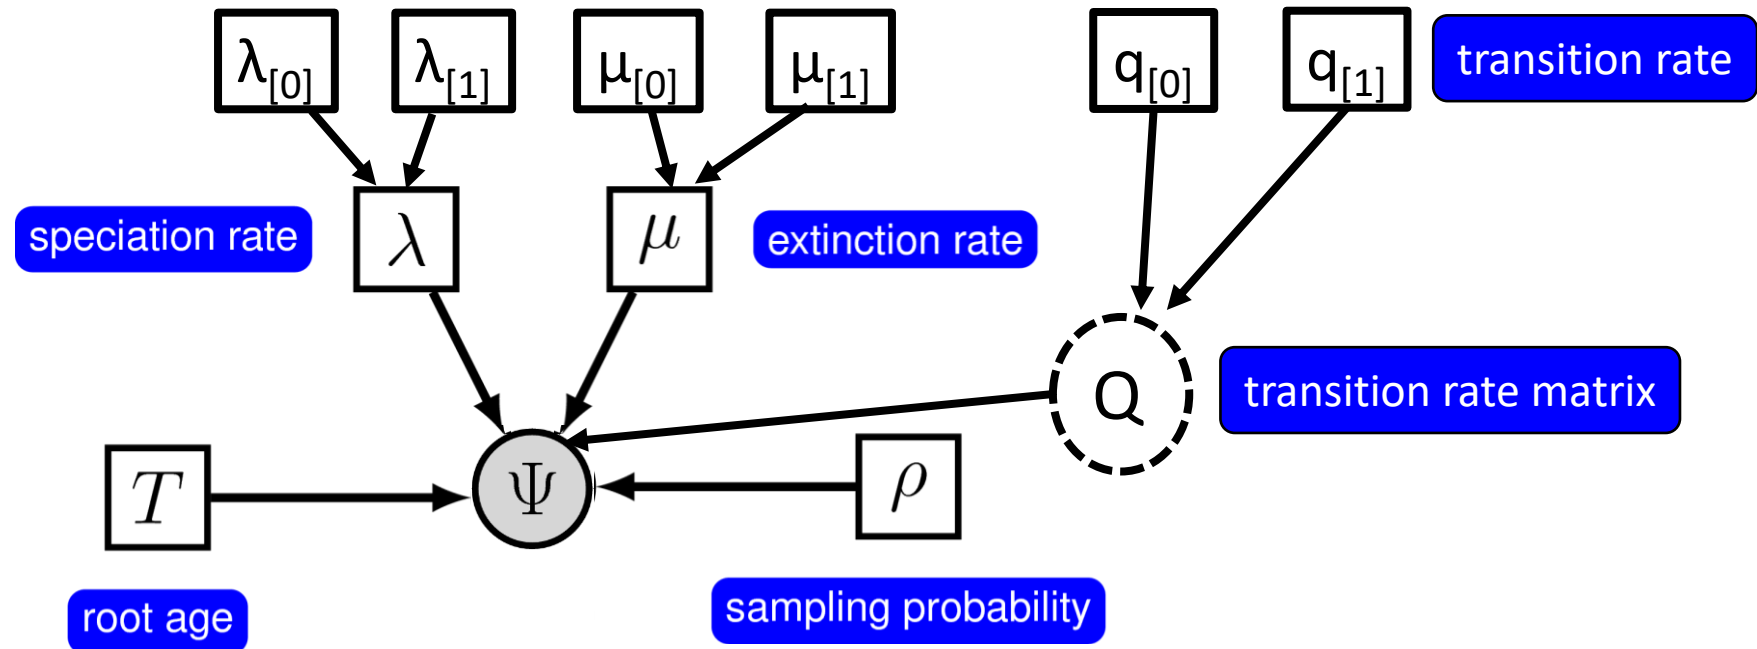 λ[0] λ[1] μ[0] μ[1] q[0] q[1] transition rate
speciation rate λ μ extinction rate
Q transition rate matrix
T Ψ ρ
root age sampling probability